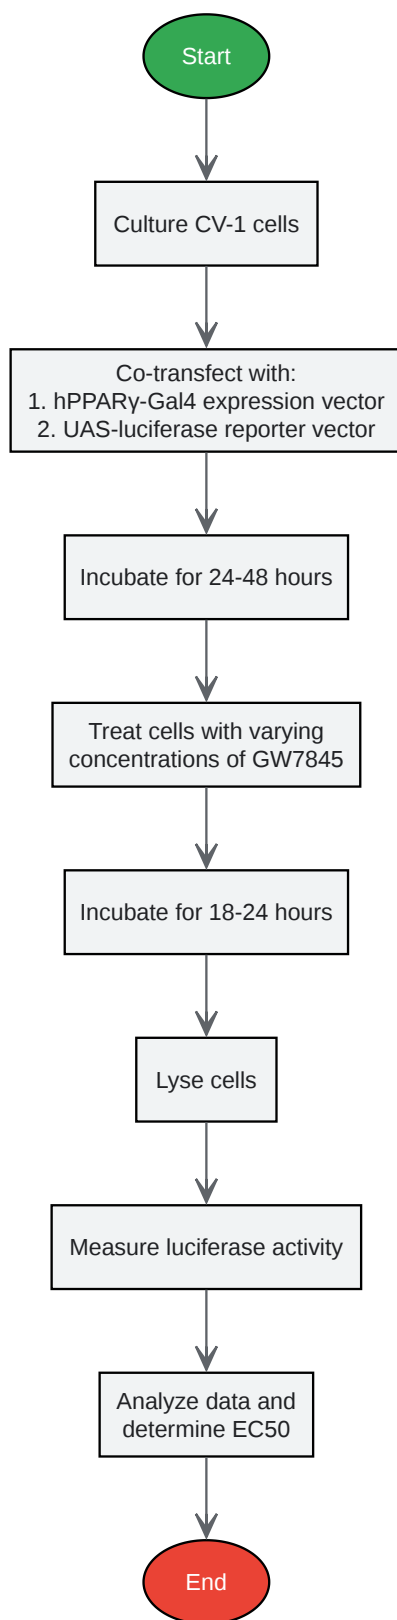 Start
Culture CV-1 cells
Co-transfect with:
1. hPPARγ-Gal4 expression vector
2. UAS-luciferase reporter vector
Incubate for 24-48 hours
Treat cells with varying
concentrations of GW7845
Incubate for 18-24 hours
Lyse cells
Measure luciferase activity
Analyze data and
determine EC50
End